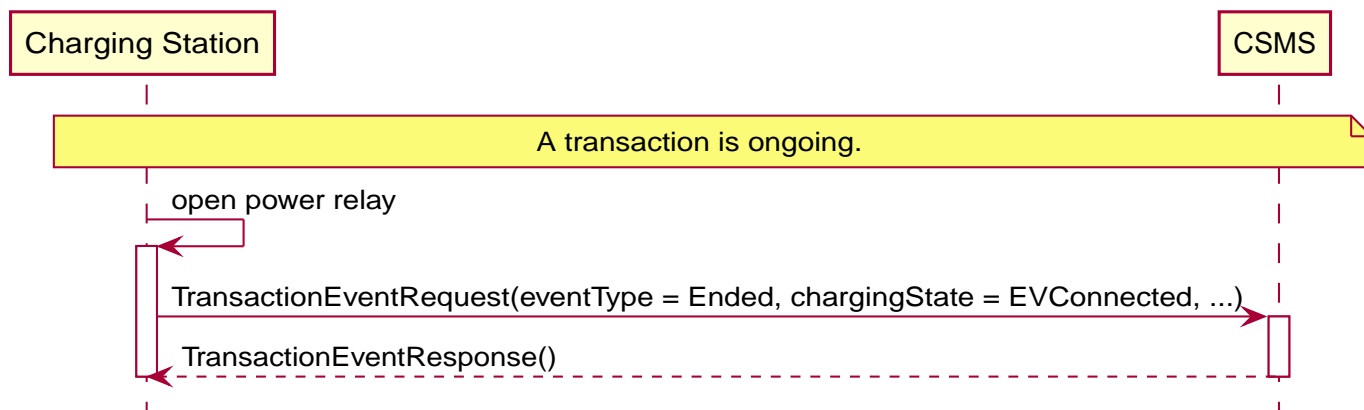 Charging Station
CSMS
A transaction is ongoing.
open power relay
TransactionEventRequest(eventType = Ended, chargingState = EVConnected, ...)
TransactionEventResponse()